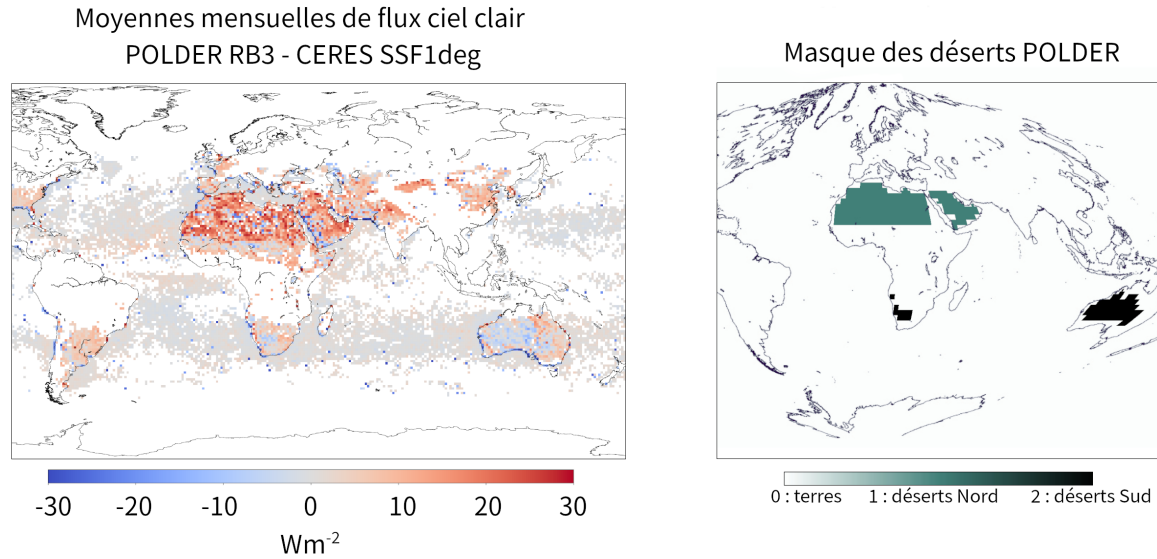 Moyennes mensuelles de flux ciel clair
POLDER RB3 - CERES SSF1deg
-30 -20 -10 0 10 20 30
Wm-2
Masque des déserts POLDER
0 : terres 1 : déserts Nord 2 : déserts Sud